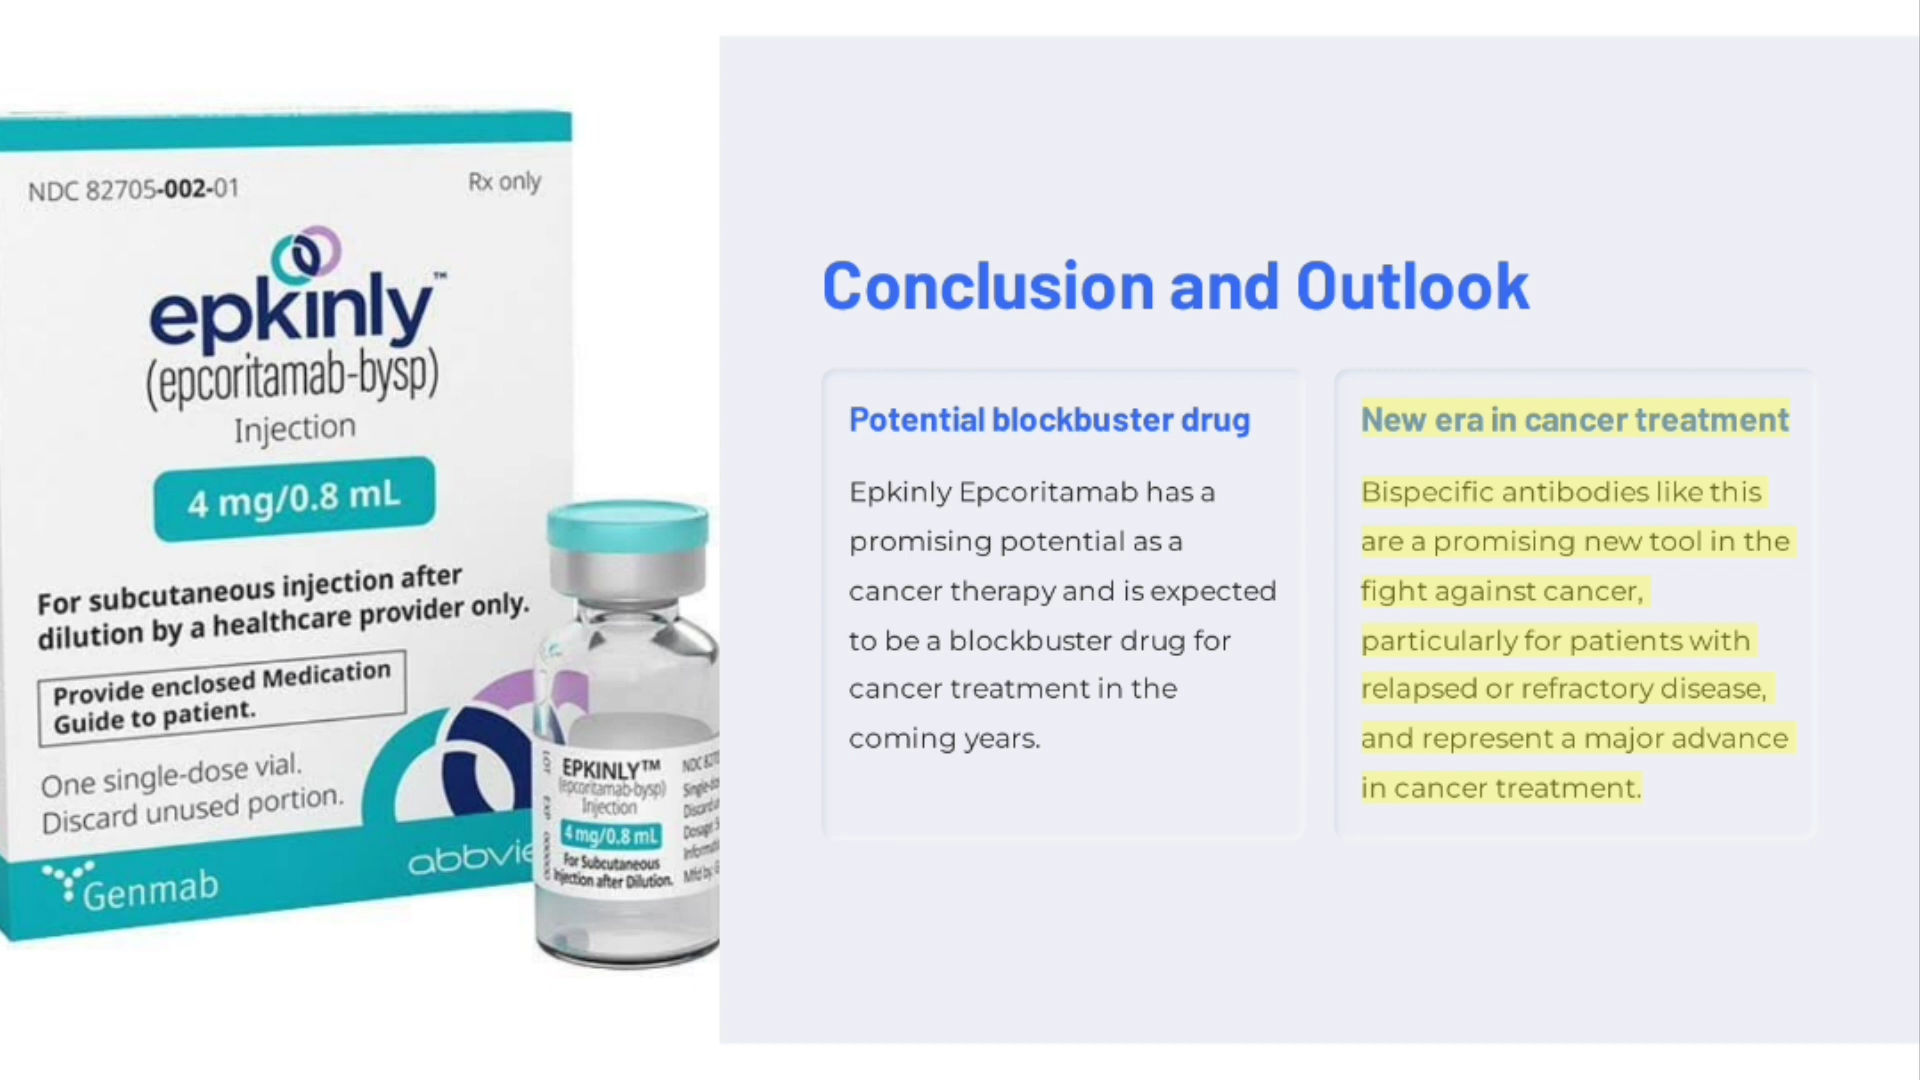 NDC 82705-002-01
Rx only
epkinly™
(epcoritamab-bysp)
Injection
4 mg/0.8 mL
For subcutaneous injection after
dilution by a healthcare provider only.
Provide enclosed Medication
Guide to patient.
One single-dose vial.
Discard unused portion.
Genmab
abbvie
LOT EXP
EPKINLY™
(epcoritamab-bysp)
Injection
4 mg/0.8 mL
For Subcutaneous
Injection after Dilution.
NDC
Mfd by:
Conclusion and Outlook
Potential blockbuster drug
Epkinly Epcoritamab has a
promising potential as a
cancer therapy and is expected
to be a blockbuster drug for
cancer treatment in the
coming years.
New era in cancer treatment
Bispecific antibodies like this
are a promising new tool in the
fight against cancer,
particularly for patients with
relapsed or refractory disease,
and represent a major advance
in cancer treatment.